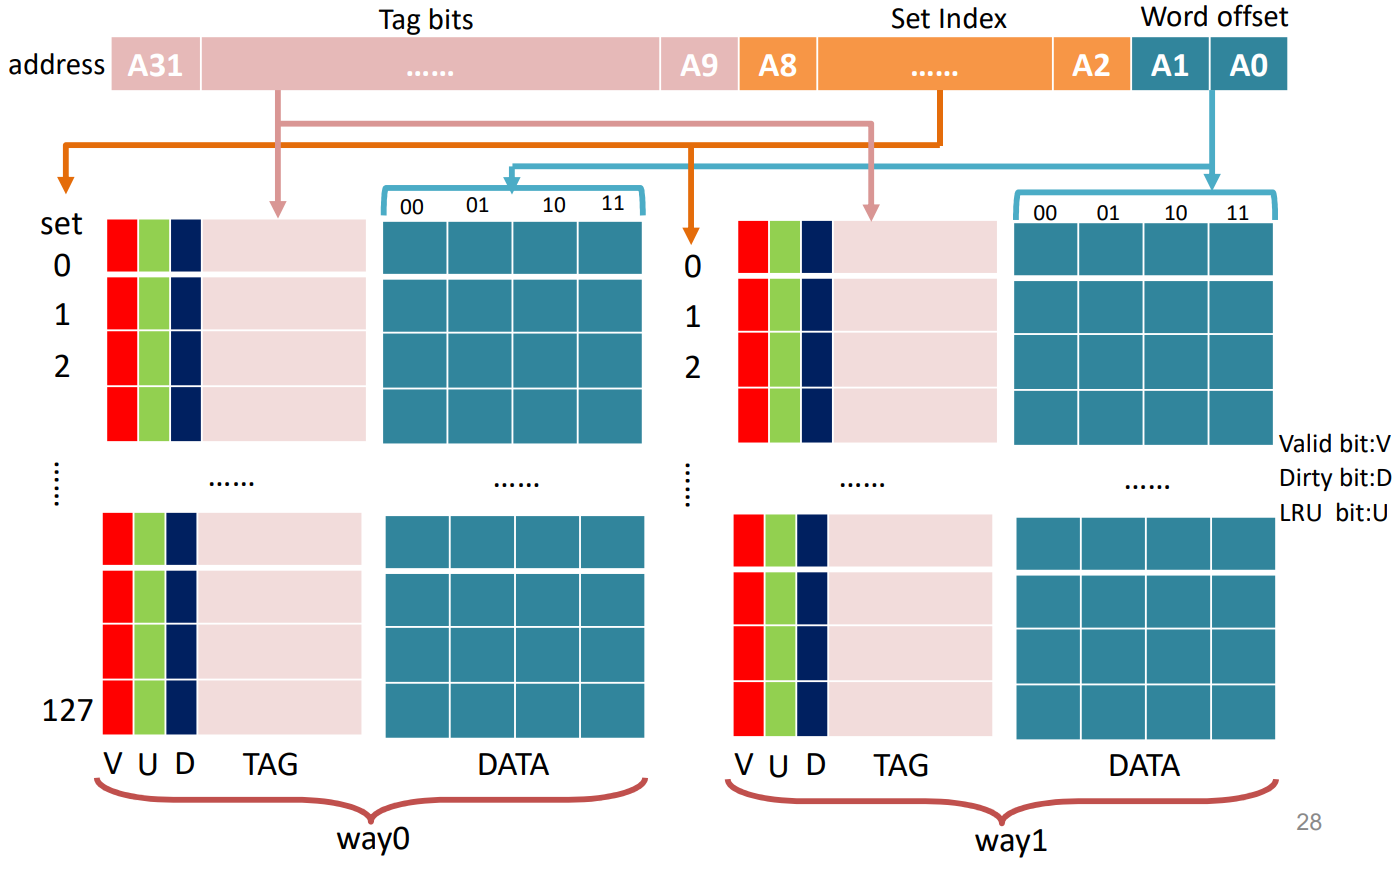 Tag bits Set Index Word offset
address A31 ...... A9 A8 ...... A2 A1 A0
00 01 10 11 00 01 10 11
set
0 0
1 1
2 2
Valid bit:V
...... ...... ...... ...... ...... ...... Dirty bit:D
LRU bit:U
127
V U D TAG DATA V U D TAG DATA
way0 way1
28